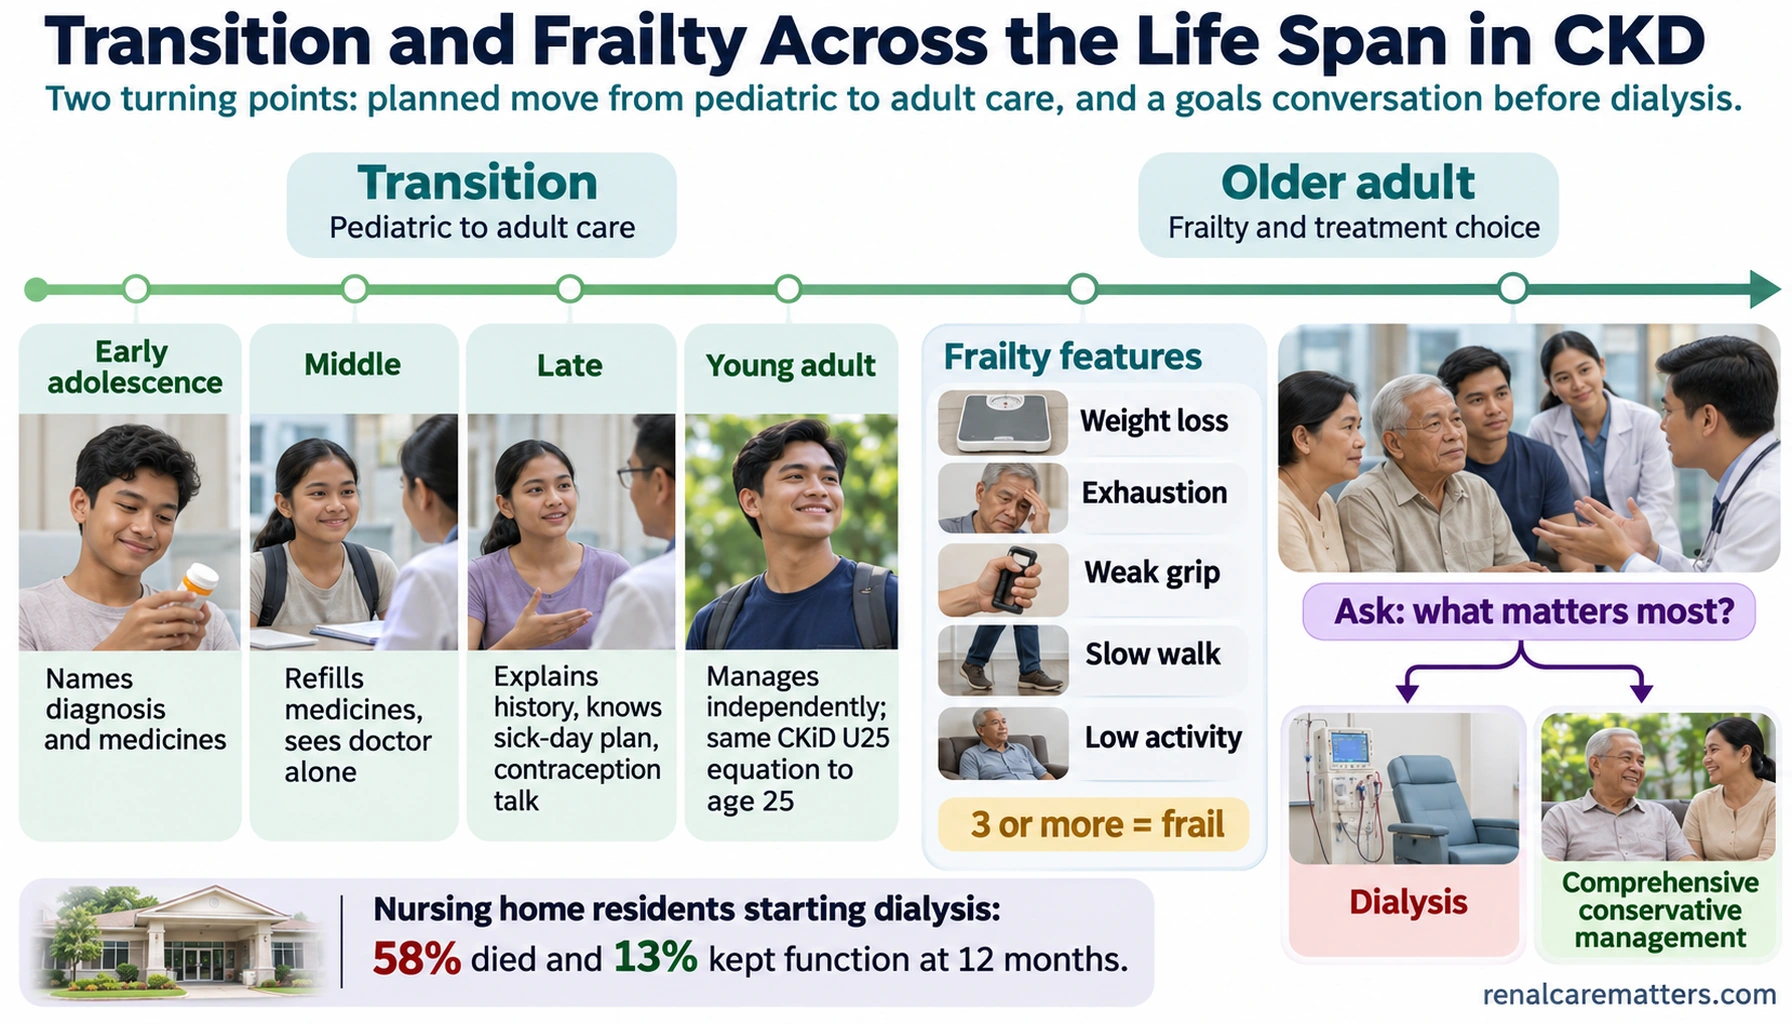 Transition and Frailty Across the Life Span in CKD
Two turning points: planned move from pediatric to adult care, and a goals conversation before dialysis.
Transition
Pediatric to adult care
Older adult
Frailty and treatment choice
Early
adolescence
Names
diagnosis
and medicines
Middle
Refills
medicines,
sees doctor
alone
Late
Explains
history, knows
sick-day plan,
contraception
talk
Young adult
Manages
independently;
same CKiD U25
equation to
age 25
Frailty features
Weight loss
Exhaustion
Weak grip
Slow walk
Low activity
3 or more = frail
Ask: what matters most?
Dialysis
Comprehensive
conservative
management
Nursing home residents starting dialysis:
58% died and 13% kept function at 12 months.
renalcarematters.com